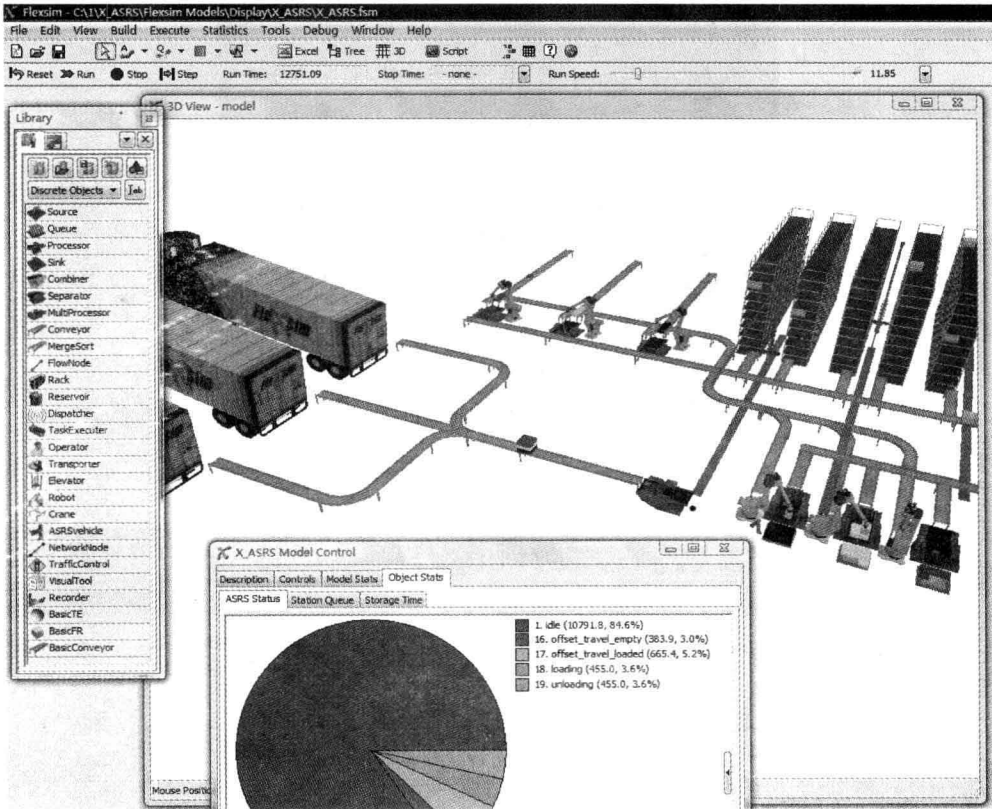 Flexsim - C:\1\X_ASRS\Flexsim Models\Display\X_ASRS\X_ASRS.fsm
File Edit View Build Execute Statistics Tools Debug Window Help
Excel Tree 3D Script
Reset Run Stop Step Run Time: 12751.09 Stop Time: - none - Run Speed: 11.85
3D View - model
Library
Discrete Objects
Source
Queue
Processor
Sink
Combiner
Separator
MultiProcessor
Conveyor
MergeSort
FlowNode
Rack
Reservoir
Dispatcher
TaskExecuter
Operator
Transporter
Elevator
Robot
Crane
ASRSvehicle
NetworkNode
TrafficControl
VisualTool
Recorder
BasicTE
BasicFR
BasicConveyor
X_ASRS Model Control
Description Controls Model Stats Object Stats
ASRS Status Station Queue Storage Time
1. idle (10791.8, 84.6%)
16. offset_travel_empty (383.9, 3.0%)
17. offset_travel_loaded (665.4, 5.2%)
18. loading (455.0, 3.6%)
19. unloading (455.0, 3.6%)
Mouse Positio